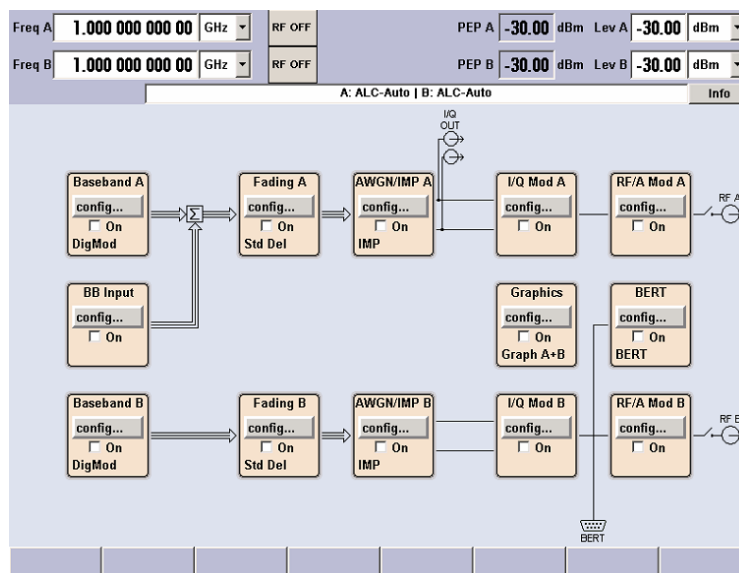 Freq A 1.000 000 000 00 GHz RF OFF PEP A -30.00 dBm Lev A -30.00 dBm
Freq B 1.000 000 000 00 GHz RF OFF PEP B -30.00 dBm Lev B -30.00 dBm
A: ALC-Auto | B: ALC-Auto Info
I/Q
OUT
Baseband A Fading A AWGN/IMP A I/Q Mod A RF/A Mod A
config... config... config... config... config... RF A
On Σ On On On On
DigMod Std Del IMP
BB Input Graphics BERT
config... config... config...
On On On
Graph A+B BERT
Baseband B Fading B AWGN/IMP B I/Q Mod B RF/A Mod B
config... config... config... config... config... RF B
On On On On On
DigMod Std Del IMP
BERT